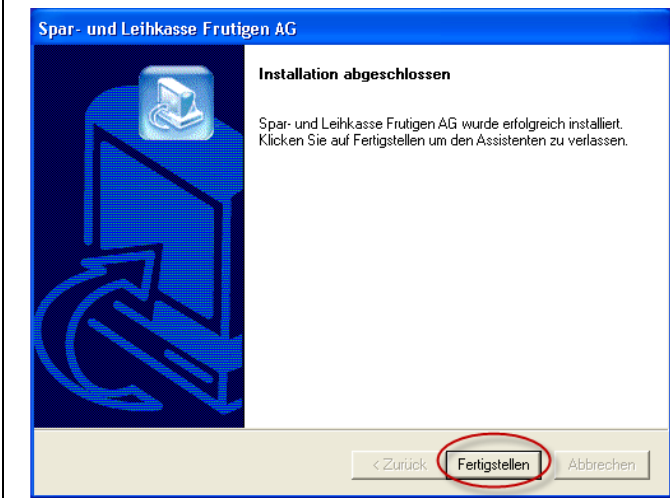 Spar- und Leihkasse Frutigen AG
Installation abgeschlossen
Spar- und Leihkasse Frutigen AG wurde erfolgreich installiert.
Klicken Sie auf Fertigstellen um den Assistenten zu verlassen.
< Zurück Fertigstellen Abbrechen